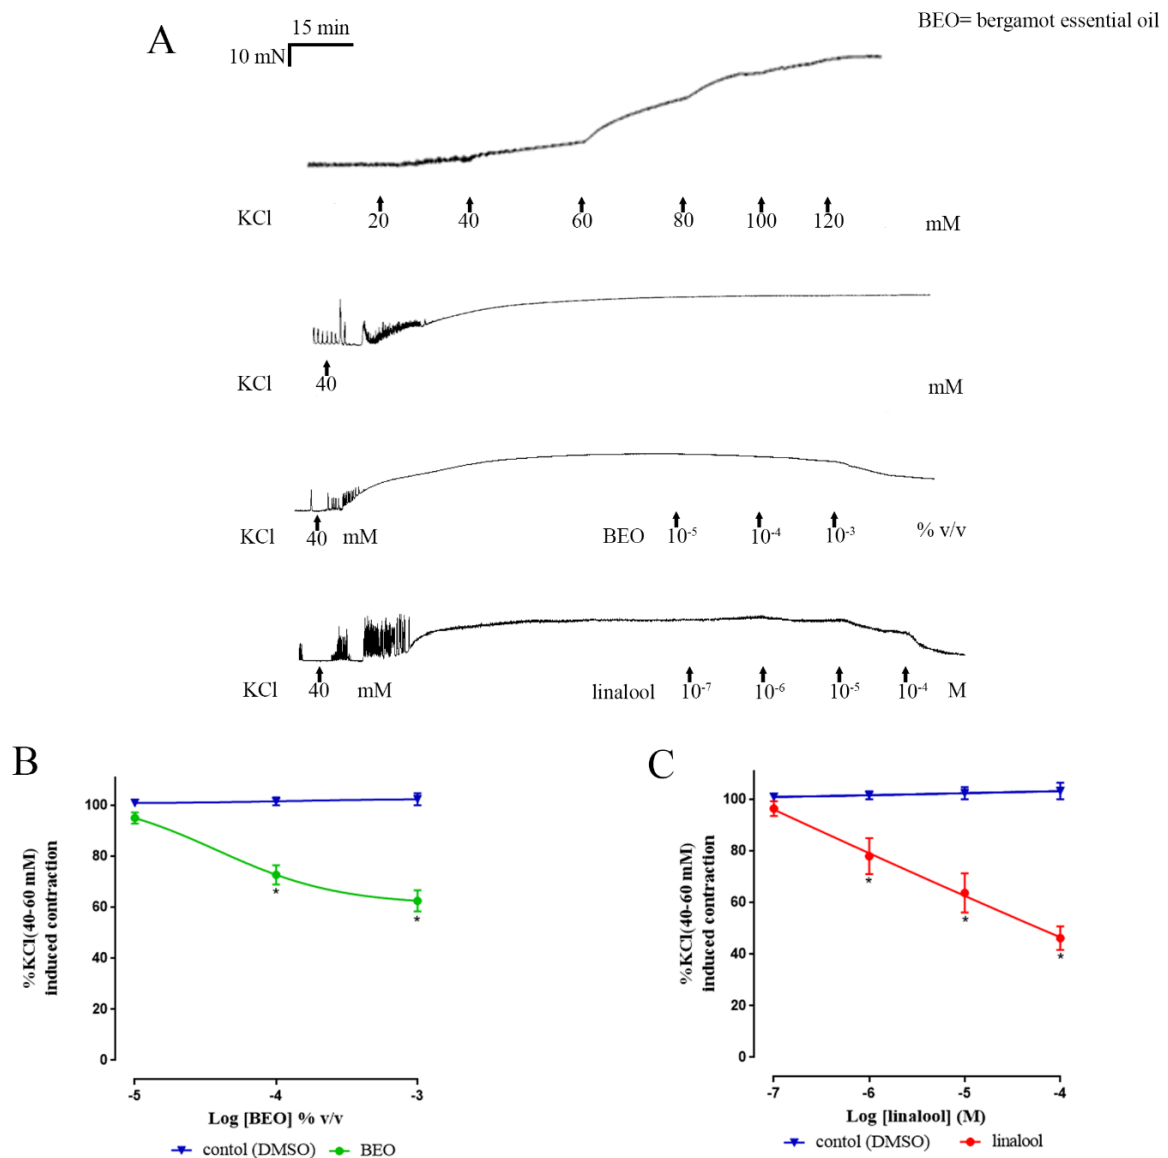 BEO= bergamot essential oil
A
15 min
10 mN
KCl 20 40 60 80 100 120 mM
KCl 40 mM
KCl 40 mM BEO 10⁻⁵ 10⁻⁴ 10⁻³ % v/v
KCl 40 mM linalool 10⁻⁷ 10⁻⁶ 10⁻⁵ 10⁻⁴ M
B
%KCl(40-60 mM)
induced contraction
100
80
60
40
20
0
* *
-5 -4 -3
Log [BEO] % v/v
contol (DMSO) BEO
C
%KCl(40-60 mM)
induced contraction
100
80
60
40
20
0
* * *
-7 -6 -5 -4
Log [linalool] (M)
contol (DMSO) linalool